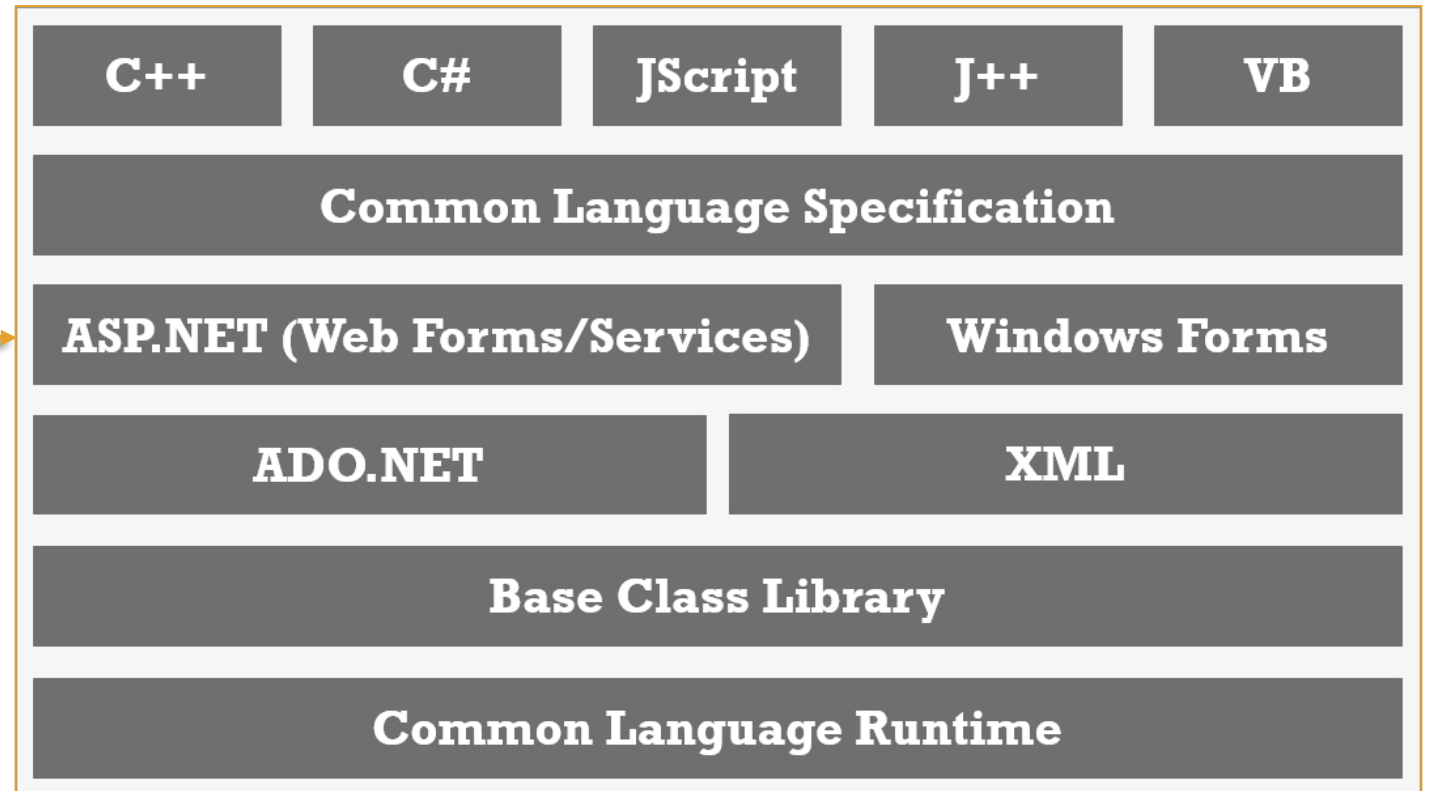 C++
C#
JScript
J++
VB
Common Language Specification
ASP.NET (Web Forms/Services)
Windows Forms
ADO.NET
XML
Base Class Library
Common Language Runtime